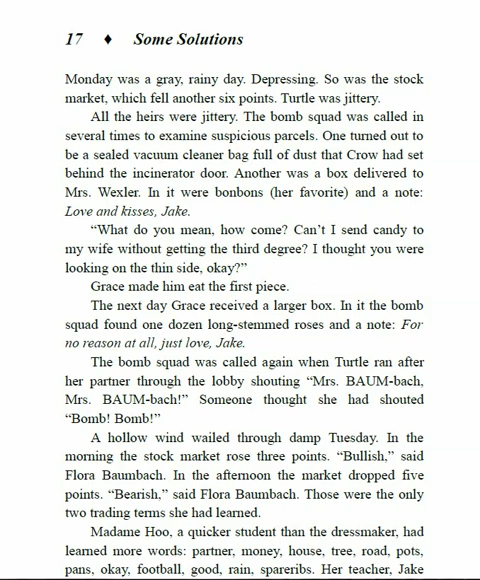 17 ♦ Some Solutions
Monday was a gray, rainy day. Depressing. So was the stock
market, which fell another six points. Turtle was jittery.
All the heirs were jittery. The bomb squad was called in
several times to examine suspicious parcels. One turned out to
be a sealed vacuum cleaner bag full of dust that Crow had set
behind the incinerator door. Another was a box delivered to
Mrs. Wexler. In it were bonbons (her favorite) and a note:
Love and kisses, Jake.
“What do you mean, how come? Can’t I send candy to
my wife without getting the third degree? I thought you were
looking on the thin side, okay?”
Grace made him eat the first piece.
The next day Grace received a larger box. In it the bomb
squad found one dozen long-stemmed roses and a note: For
no reason at all, just love, Jake.
The bomb squad was called again when Turtle ran after
her partner through the lobby shouting “Mrs. BAUM-bach,
Mrs. BAUM-bach!” Someone thought she had shouted
“Bomb! Bomb!”
A hollow wind wailed through damp Tuesday. In the
morning the stock market rose three points. “Bullish,” said
Flora Baumbach. In the afternoon the market dropped five
points. “Bearish,” said Flora Baumbach. Those were the only
two trading terms she had learned.
Madame Hoo, a quicker student than the dressmaker, had
learned more words: partner, money, house, tree, road, pots,
pans, okay, football, good, rain, spareribs. Her teacher, Jake